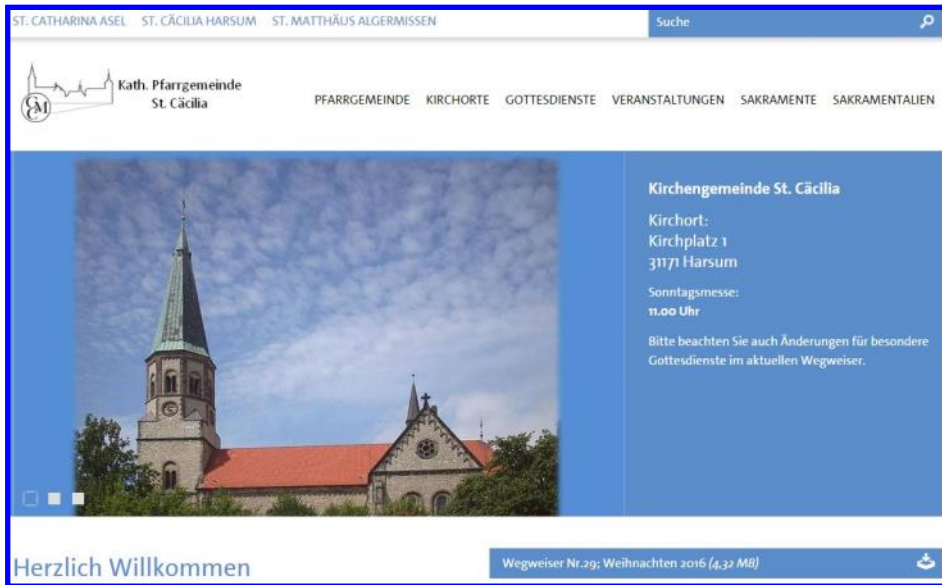 ST. CATHARINA ASEL ST. CÄCILIA HARSUM ST. MATTHÄUS ALGERMISSEN
Suche
Kath. Pfarrgemeinde
St. Cäcilia
PFARRGEMEINDE KIRCHORTE GOTTESDIENSTE VERANSTALTUNGEN SAKRAMENTE SAKRAMENTALIEN
Kirchengemeinde St. Cäcilia
Kirchort:
Kirchplatz 1
31171 Harsum
Sonntagsmesse:
11.00 Uhr
Bitte beachten Sie auch Änderungen für besondere
Gottesdienste im aktuellen Wegweiser.
Herzlich Willkommen
Wegweiser Nr.29; Weihnachten 2016 (4,32 MB)